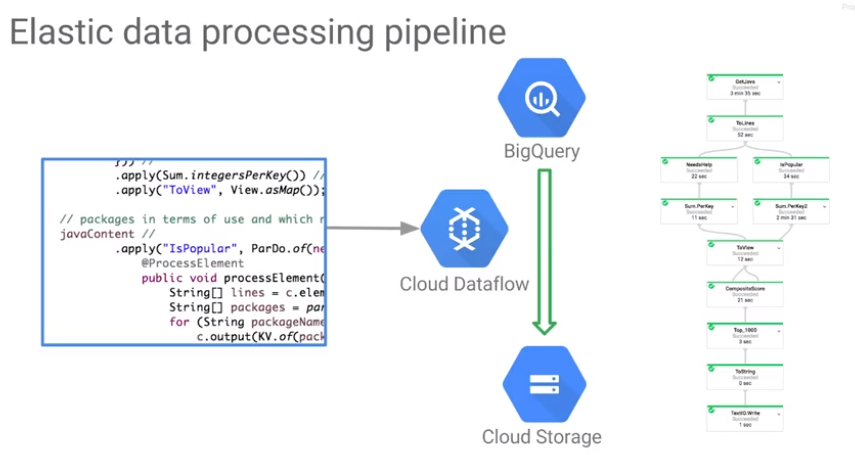 Elastic data processing pipeline
})) //
.apply(Sum.integersPerKey()) //
.apply("ToView", View.asMap());
// packages in terms of use and which
javaContent //
.apply("IsPopular", ParDo.of(ne
@ProcessElement
public void processElement(
String[] lines = c.elem
String[] packages = par
for (String packageName
c.output(KV.of(pack
Cloud Dataflow
BigQuery
Cloud Storage
GetJava
Succeeded
3 min 35 sec
ToLines
Succeeded
52 sec
NeedsHelp
Succeeded
22 sec
IsPopular
Succeeded
34 sec
Sum.PerKey
Succeeded
11 sec
Sum.PerKey2
Succeeded
2 min 31 sec
ToView
Succeeded
12 sec
CompositeScore
Succeeded
21 sec
Top_1000
Succeeded
3 sec
ToString
Succeeded
0 sec
TextIO.Write
Succeeded
1 sec